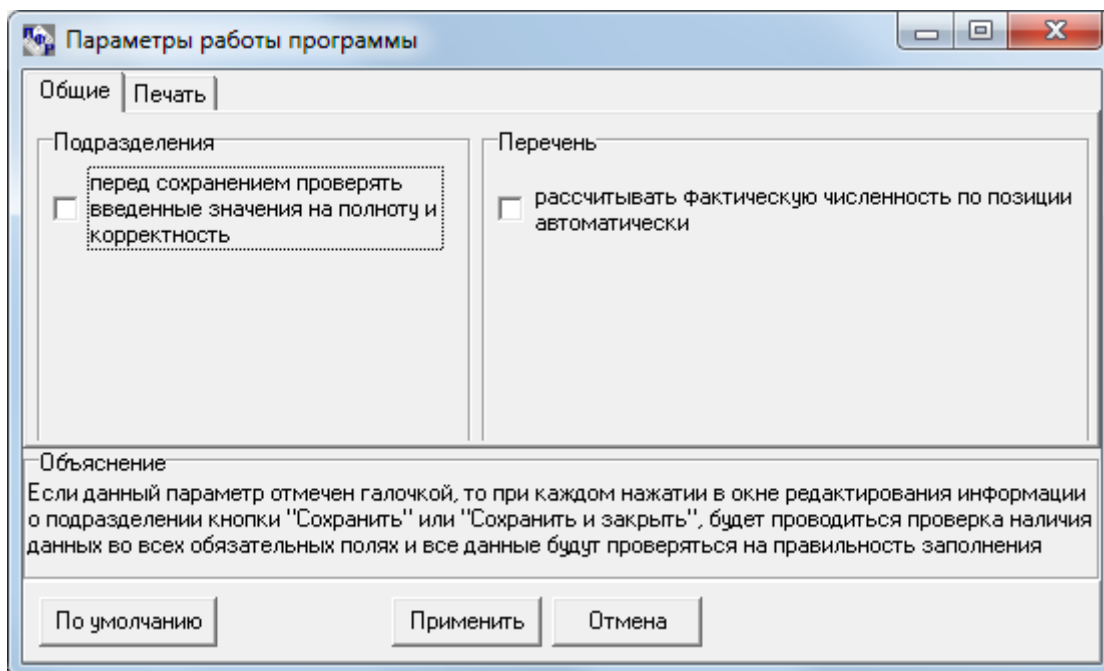 Параметры работы программы
Общие
Печать
Подразделения
перед сохранением проверять
введенные значения на полноту и
корректность
Перечень
рассчитывать фактическую численность по позиции
автоматически
Объяснение
Если данный параметр отмечен галочкой, то при каждом нажатии в окне редактирования информации
о подразделении кнопки "Сохранить" или "Сохранить и закрыть", будет проводиться проверка наличия
данных во всех обязательных полях и все данные будут проверяться на правильность заполнения
По умолчанию
Применить
Отмена